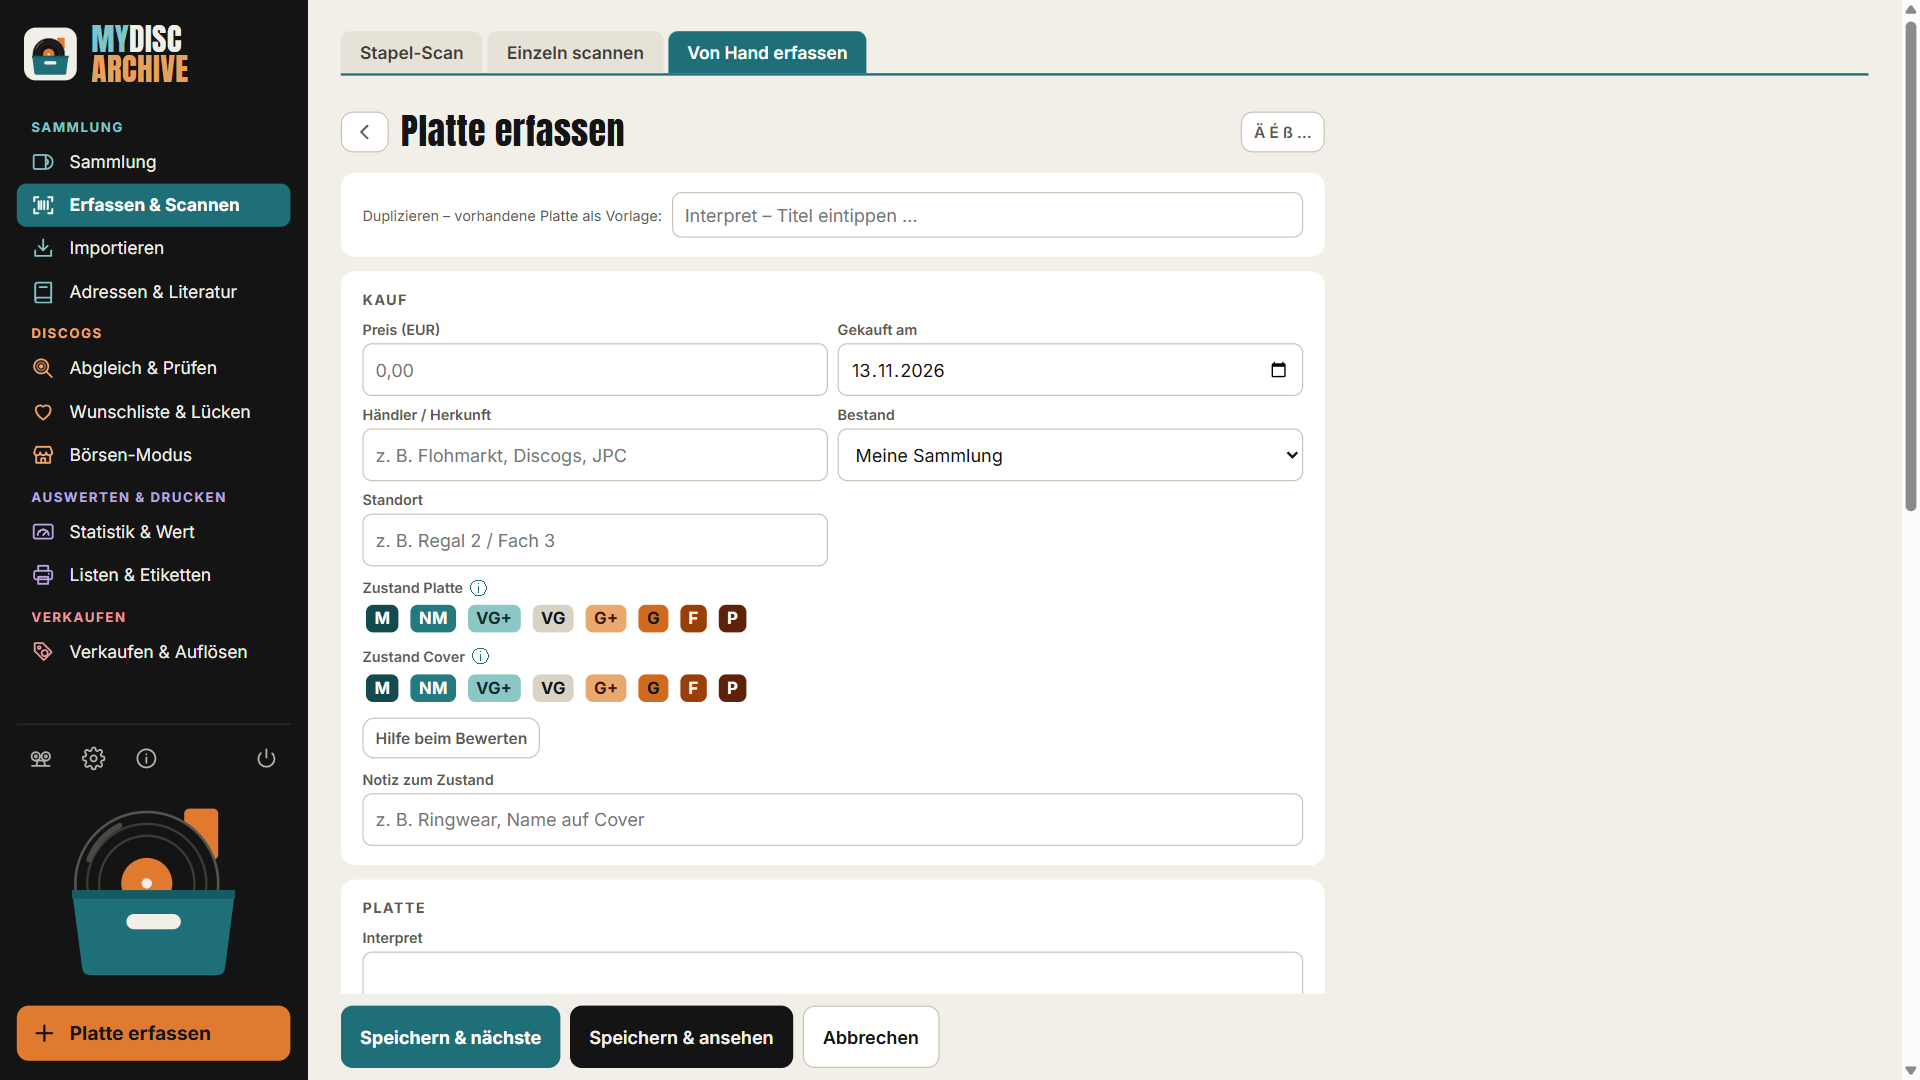 MYDISC
ARCHIVE
SAMMLUNG
Sammlung
Erfassen & Scannen
Importieren
Adressen & Literatur
DISCOGS
Abgleich & Prüfen
Wunschliste & Lücken
Börsen-Modus
AUSWERTEN & DRUCKEN
Statistik & Wert
Listen & Etiketten
VERKAUFEN
Verkaufen & Auflösen
Platte erfassen
Stapel-Scan
Einzeln scannen
Von Hand erfassen
Platte erfassen
Ä É ß ...
Duplizieren – vorhandene Platte als Vorlage:
Interpret – Titel eintippen ...
KAUF
Preis (EUR)
Gekauft am
0,00
13.11.2026
Händler / Herkunft
Bestand
z. B. Flohmarkt, Discogs, JPC
Meine Sammlung
Standort
z. B. Regal 2 / Fach 3
Zustand Platte
M NM VG+ VG G+ G F P
Zustand Cover
M NM VG+ VG G+ G F P
Hilfe beim Bewerten
Notiz zum Zustand
z. B. Ringwear, Name auf Cover
PLATTE
Interpret
Speichern & nächste
Speichern & ansehen
Abbrechen